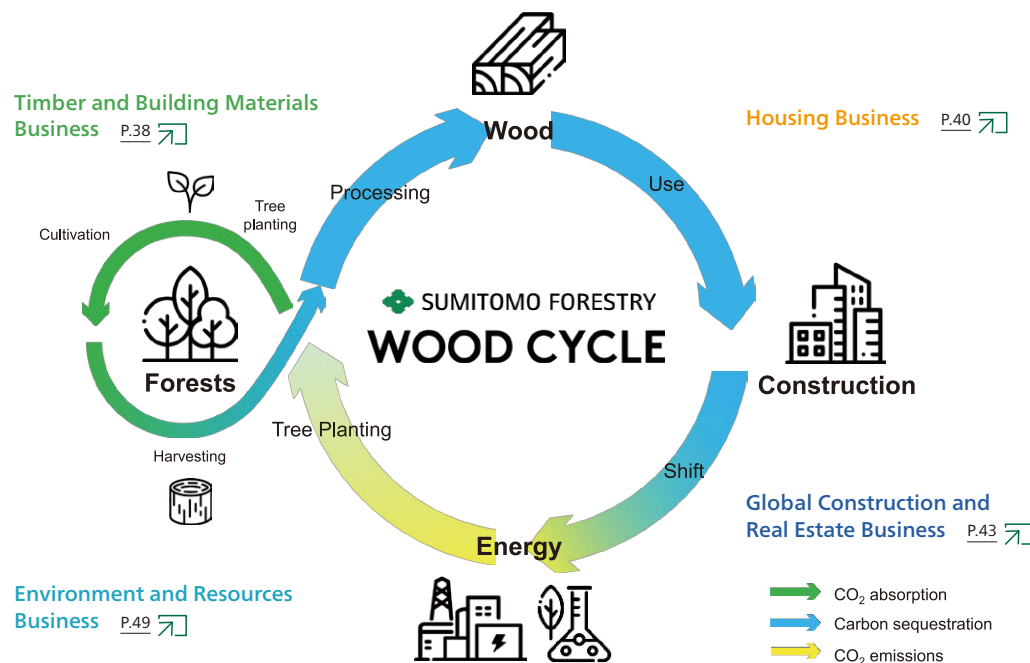 Timber and Building Materials
Business P.38
Wood
Housing Business P.40
Processing
Use
Tree
planting
Cultivation
SUMITOMO FORESTRY
WOOD CYCLE
Forests
Construction
Tree Planting
Harvesting
Shift
Energy
Global Construction and
Real Estate Business P.43
Environment and Resources
Business P.49
CO₂ absorption
Carbon sequestration
CO₂ emissions